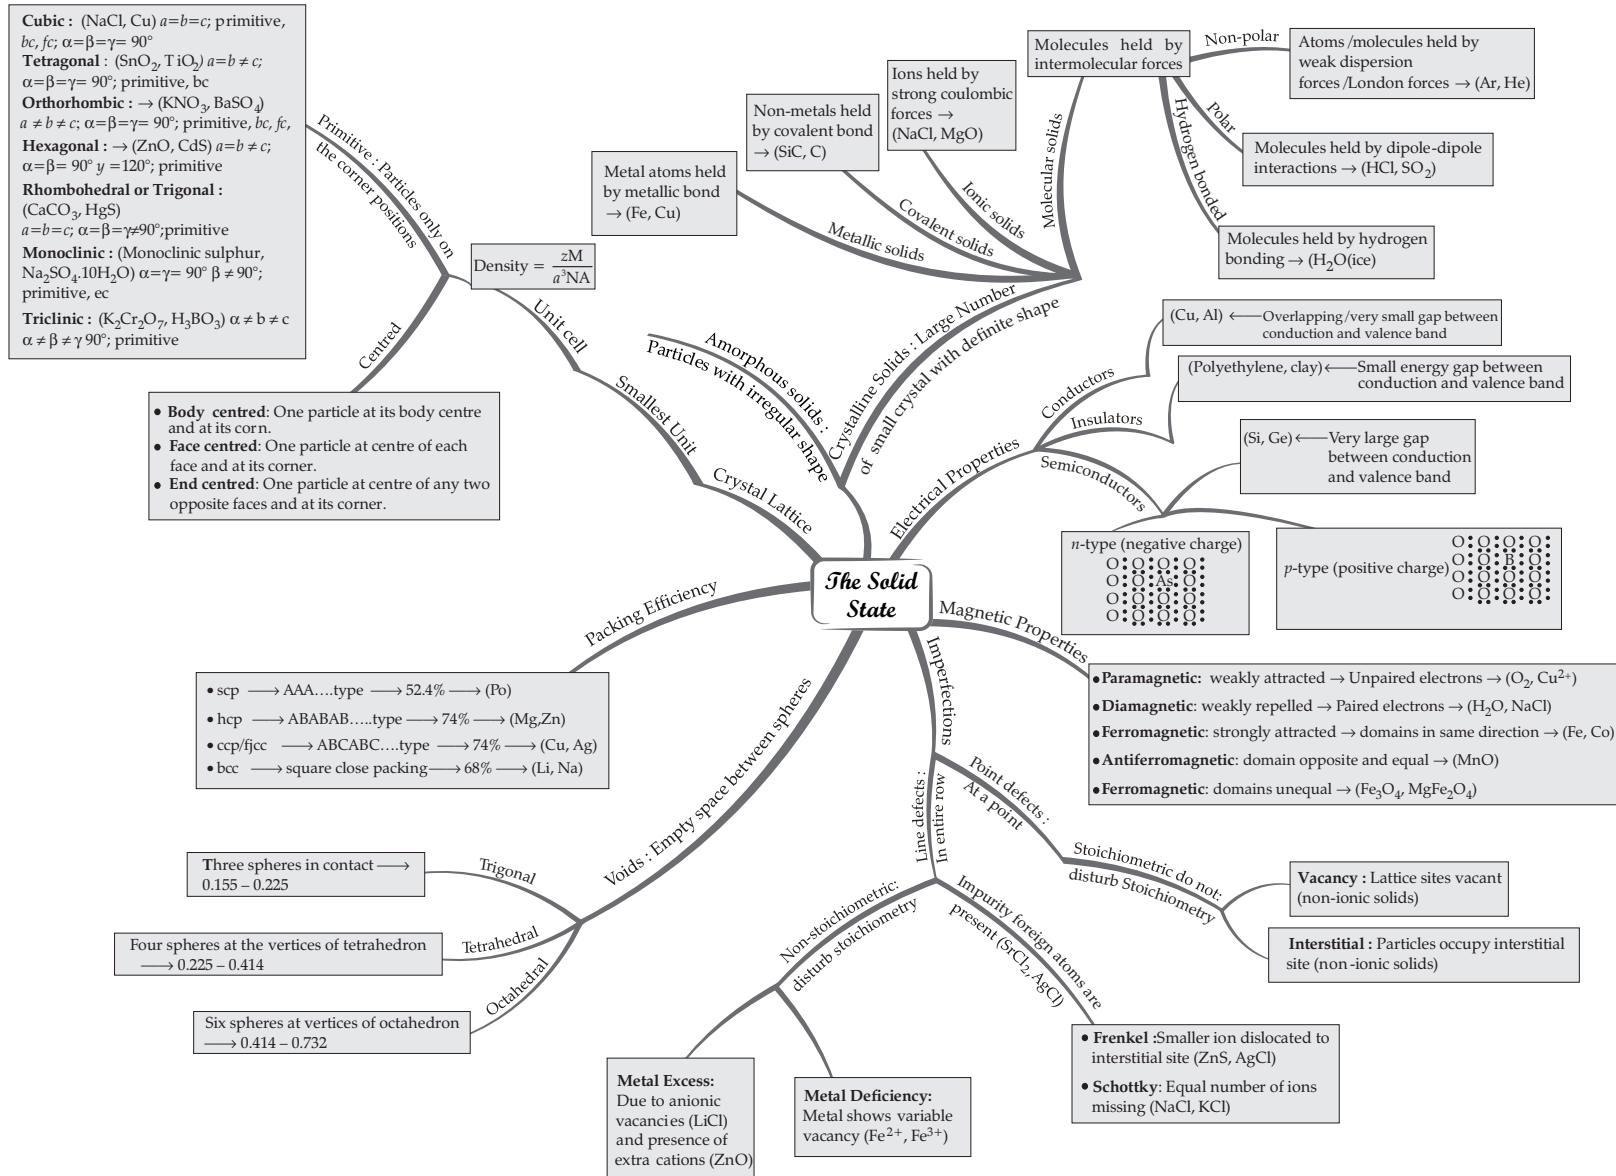 Cubic : (NaCl, Cu) a=b=c; primitive,
bc, fc; α=β=γ= 90°
Tetragonal : (SnO2, T iO2) a=b ≠ c;
α=β=γ= 90°; primitive, bc
Orthorhombic : → (KNO3, BaSO4)
a ≠ b ≠ c; α=β=γ= 90°; primitive, bc, fc,
Hexagonal : → (ZnO, CdS) a=b ≠ c;
α=β= 90° y =120°; primitive
Rhombohedral or Trigonal :
(CaCO3, HgS)
a=b=c; α=β=γ≠90°;primitive
Monoclinic : (Monoclinic sulphur,
Na2SO4.10H2O) α=γ= 90° β ≠ 90°;
primitive, ec
Triclinic : (K2Cr2O7, H3BO3) α ≠ b ≠ c
α ≠ β ≠ γ 90°; primitive
Primitive : Particles only on
the corner positions
Centred
• Body centred: One particle at its body centre
and at its corn.
• Face centred: One particle at centre of each
face and at its corner.
• End centred: One particle at centre of any two
opposite faces and at its corner.
Density = zM
a³NA
Unit cell
Smallest Unit
Crystal Lattice
Amorphous solids :
Particles with irregular shape
Crystalline Solids : Large Number
of small crystal with definite shape
Metallic solids
Metal atoms held
by metallic bond
→ (Fe, Cu)
Covalent solids
Non-metals held
by covalent bond
→ (SiC, C)
Ionic solids
Ions held by
strong coulombic
forces →
(NaCl, MgO)
Molecular solids
Molecules held by
intermolecular forces
Non-polar
Atoms/molecules held by
weak dispersion
forces/London forces → (Ar, He)
Polar
Molecules held by dipole-dipole
interactions → (HCl, SO2)
Hydrogen bonded
Molecules held by hydrogen
bonding → (H2O(ice)
Electrical Properties
Conductors
(Cu, Al) ← Overlapping/very small gap between
conduction and valence band
Insulators
(Polyethylene, clay) ← Small energy gap between
conduction and valence band
Semiconductors
(Si, Ge) ← Very large gap
between conduction
and valence band
n-type (negative charge)
O : O : O : O :
O : O : As : O :
O : O : O : O :
O : O : O : O :
p-type (positive charge)
O : O : O : O :
O : O : B : O :
O : O : O : O :
O : O : O : O :
The Solid
State
Packing Efficiency
• scp → AAA....type → 52.4% → (Po)
• hcp → ABABAB.....type → 74% → (Mg,Zn)
• ccp/fjcc → ABCABC....type → 74% → (Cu, Ag)
• bcc → square close packing → 68% → (Li, Na)
Magnetic Properties
• Paramagnetic: weakly attracted → Unpaired electrons → (O2, Cu2+)
• Diamagnetic: weakly repelled → Paired electrons → (H2O, NaCl)
• Ferromagnetic: strongly attracted → domains in same direction → (Fe, Co)
• Antiferromagnetic: domain opposite and equal → (MnO)
• Ferromagnetic: domains unequal → (Fe3O4, MgFe2O4)
Voids : Empty space between spheres
Trigonal
Three spheres in contact →
0.155 – 0.225
Tetrahedral
Four spheres at the vertices of tetrahedron
→ 0.225 – 0.414
Octahedral
Six spheres at vertices of octahedron
→ 0.414 – 0.732
Imperfections
Line defects :
In entire row
Point defects :
At a point
Stoichiometric do not:
disturb Stoichiometry
Vacancy : Lattice sites vacant
(non-ionic solids)
Interstitial : Particles occupy interstitial
site (non-ionic solids)
Non-stoichiometric:
disturb stoichiometry
Impurity foreign atoms are
present (SrCl2, AgCl)
Metal Excess:
Due to anionic
vacancies (LiCl)
and presence of
extra cations (ZnO)
Metal Deficiency:
Metal shows variable
vacancy (Fe2+, Fe3+)
• Frenkel :Smaller ion dislocated to
interstitial site (ZnS, AgCl)
• Schottky: Equal number of ions
missing (NaCl, KCl)